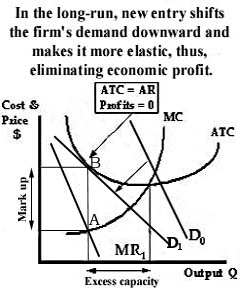 In the long-run, new entry shifts
the firm's demand downward and
makes it more elastic, thus,
eliminating economic profit.
ATC = AR
Profits = 0
Cost &
Price
$
MC
ATC
B
Mark up
A
MR1
D1
D0
Output Q
Excess capacity